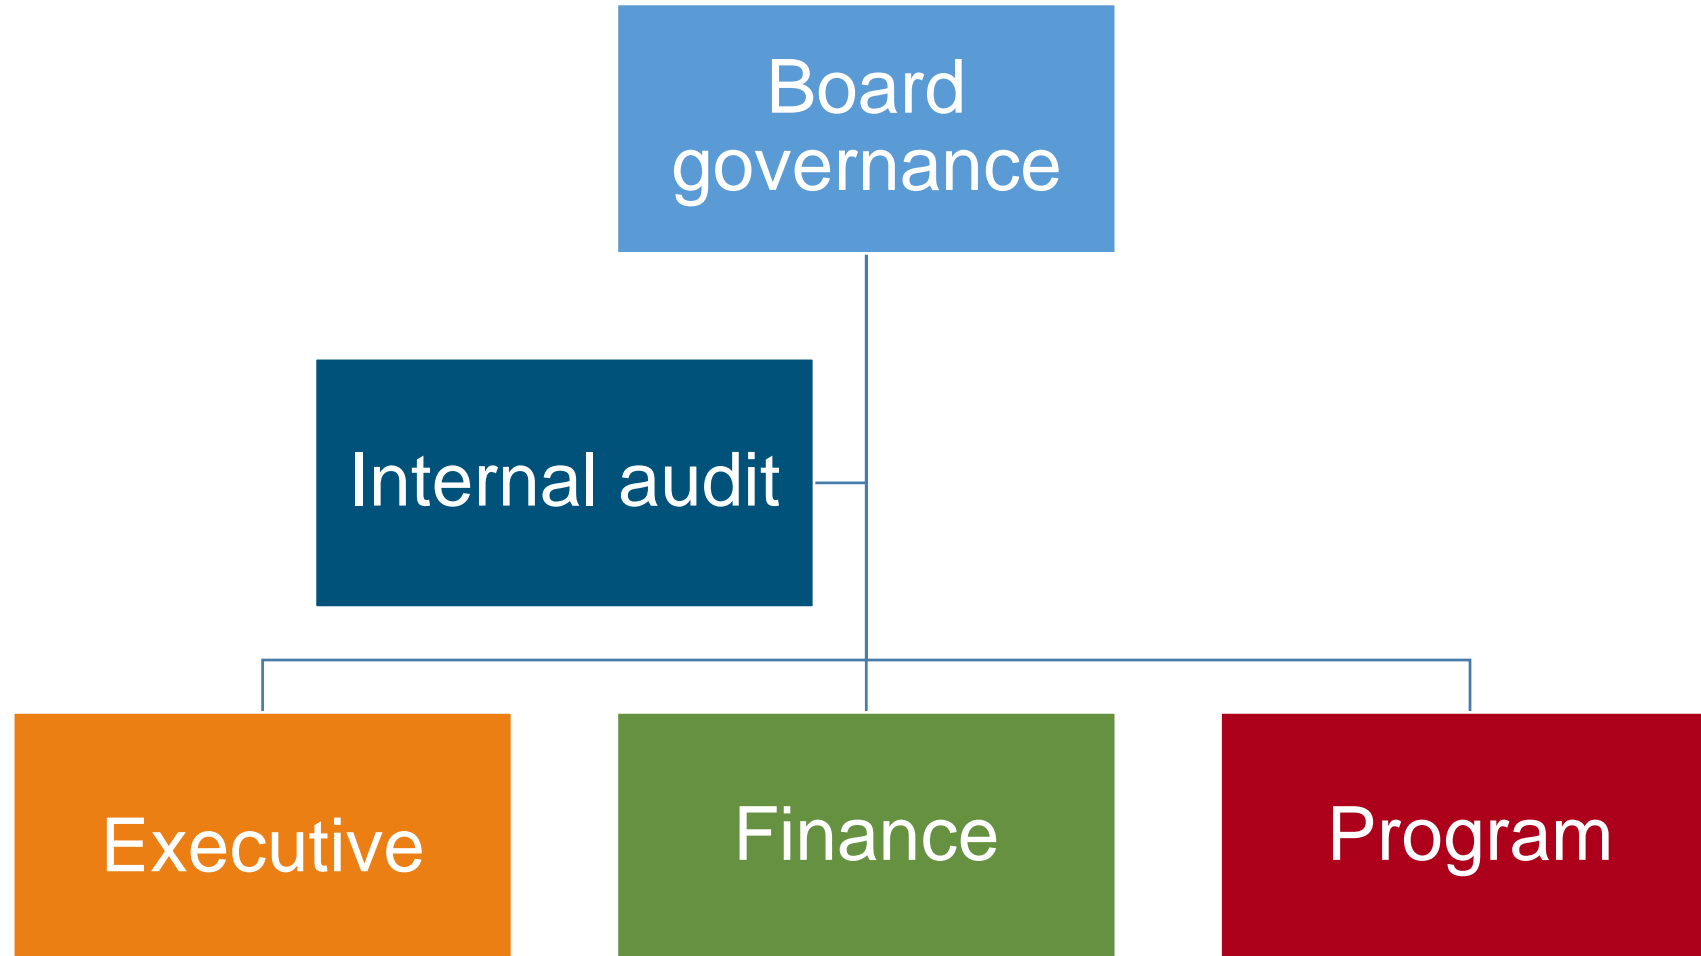 Board
governance
Internal audit
Executive
Finance
Program